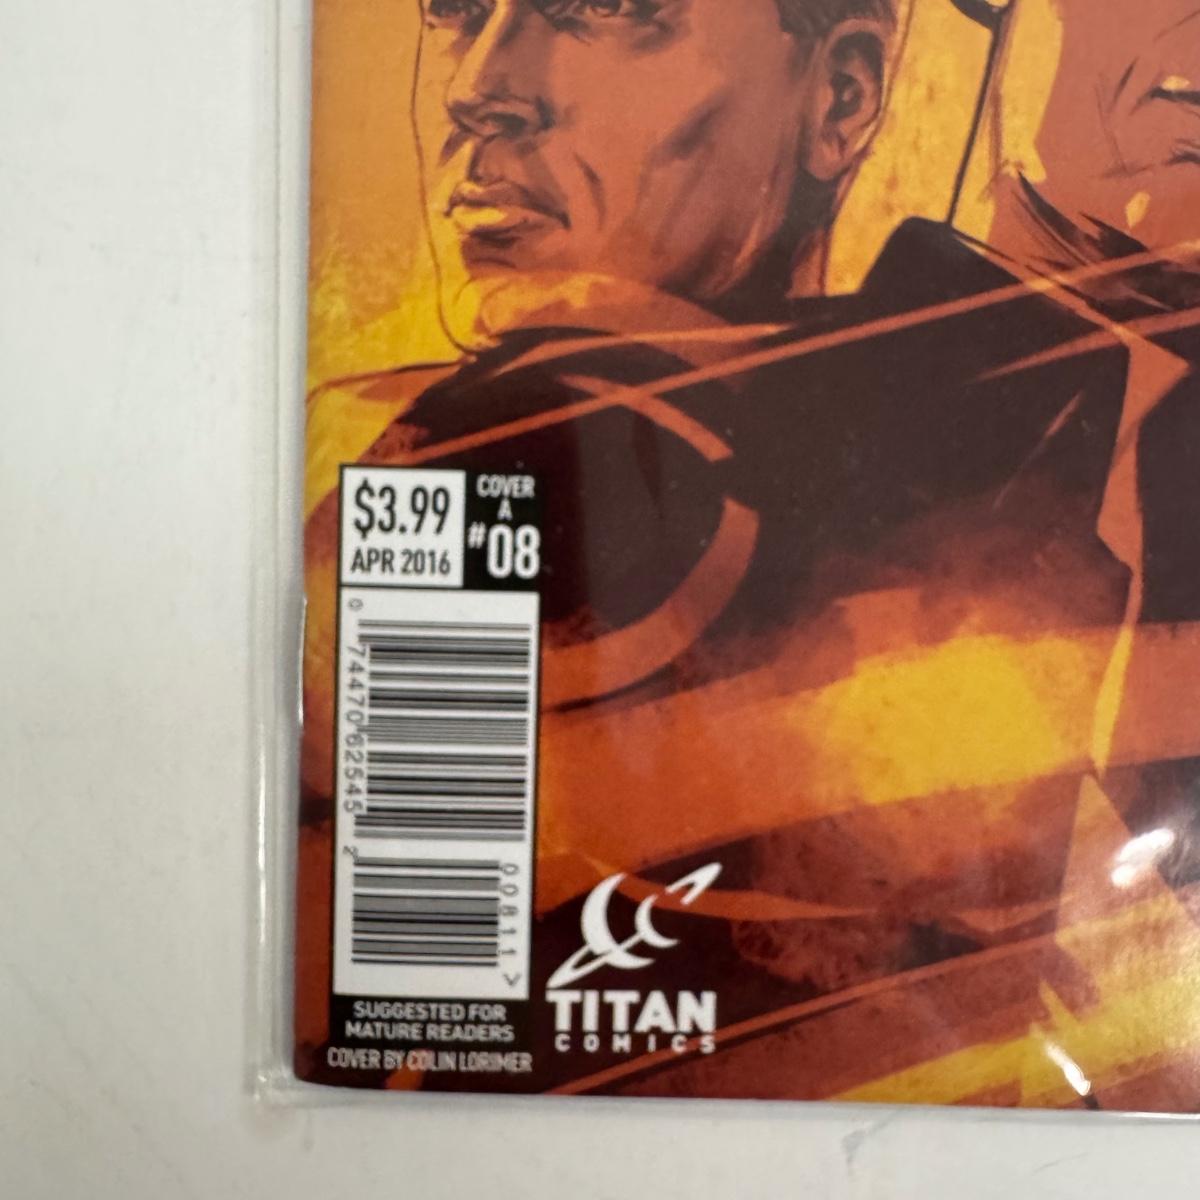 $3.99
APR 2016
COVER
A
#08
0
74470 62545
2
00811 >
SUGGESTED FOR
MATURE READERS
COVER BY COLIN LORIMER
TITAN
COMICS